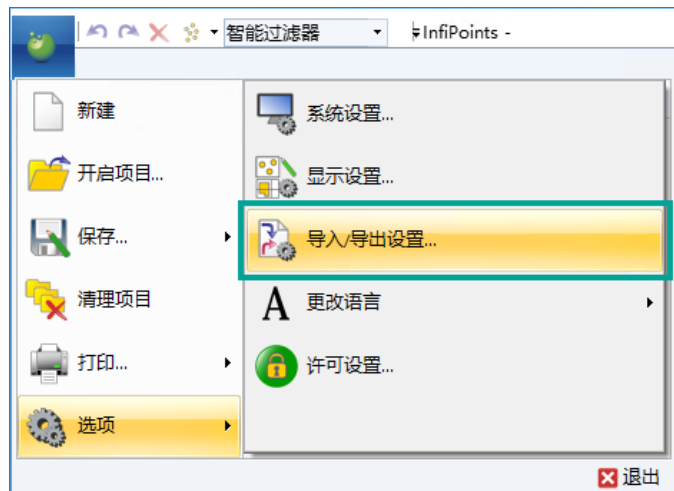 智能过滤器
InfiPoints -
新建
开启项目...
保存...
清理项目
打印...
选项
系统设置...
显示设置...
导入/导出设置...
A 更改语言
许可设置...
退出